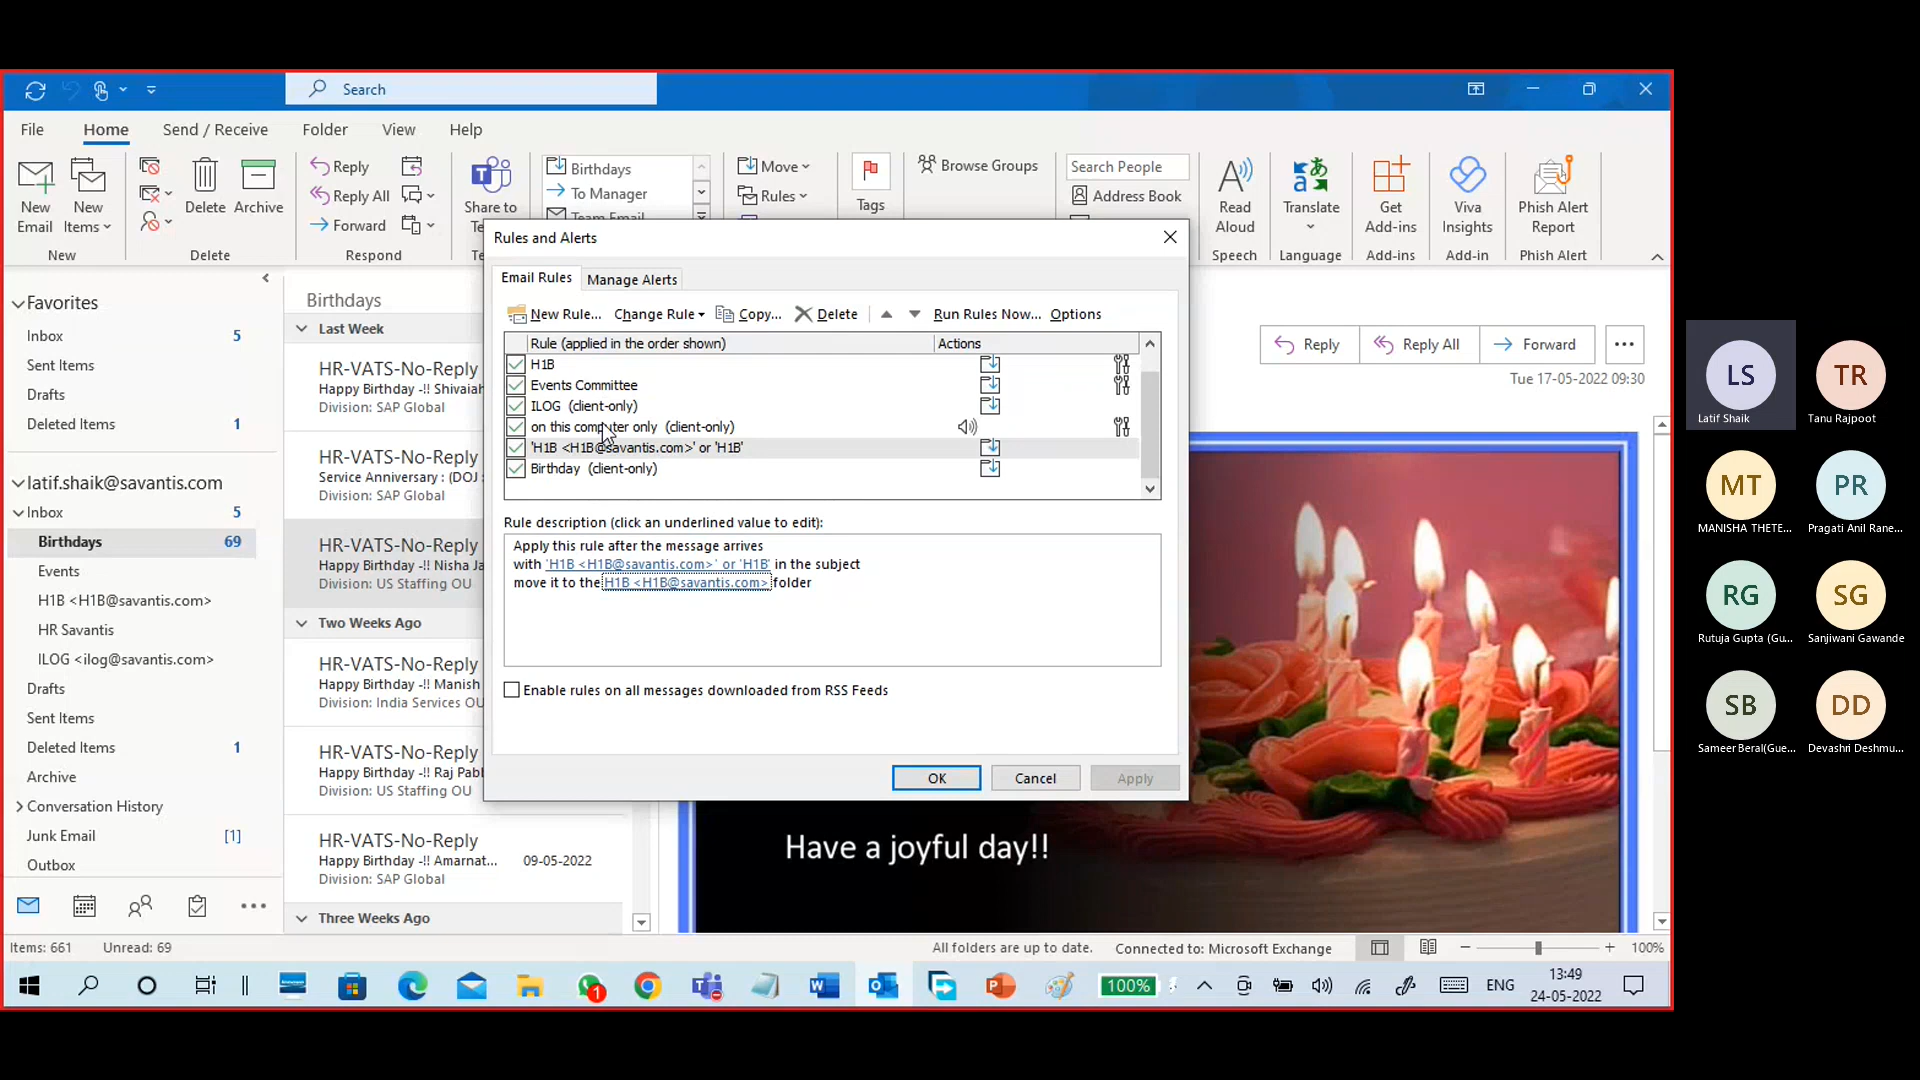 Search
File
Home
Send / Receive
Folder
View
Help
New
Email
New
Items
New
Delete
Archive
Delete
Reply
Reply All
Forward
Respond
Share to
Birthdays
To Manager
Team Email
Move
Rules
Tags
Browse Groups
Search People
Address Book
Read
Aloud
Speech
Translate
Language
Get
Add-ins
Add-ins
Viva
Insights
Add-in
Phish Alert
Report
Phish Alert
Favorites
Inbox 5
Sent Items
Drafts
Deleted Items 1
latif.shaik@savantis.com
Inbox 5
Birthdays 69
Events
H1B <H1B@savantis.com>
HR Savantis
ILOG <ilog@savantis.com>
Drafts
Sent Items
Deleted Items 1
Archive
Conversation History
Junk Email [1]
Outbox
Birthdays
Last Week
HR-VATS-No-Reply
Happy Birthday -!! Shivaiah
Division: SAP Global
HR-VATS-No-Reply
Service Anniversary : (DOJ :
Division: SAP Global
HR-VATS-No-Reply
Happy Birthday -!! Nisha Ja
Division: US Staffing OU
Two Weeks Ago
HR-VATS-No-Reply
Happy Birthday -!! Manish
Division: India Services OU
HR-VATS-No-Reply
Happy Birthday -!! Raj Pabb
Division: US Staffing OU
HR-VATS-No-Reply
Happy Birthday -!! Amarnat... 09-05-2022
Division: SAP Global
Three Weeks Ago
Rules and Alerts
Email Rules
Manage Alerts
New Rule... Change Rule Copy... Delete Run Rules Now... Options
Rule (applied in the order shown) Actions
H1B
Events Committee
ILOG (client-only)
on this computer only (client-only)
'H1B <H1B@savantis.com>' or 'H1B'
Birthday (client-only)
Rule description (click an underlined value to edit):
Apply this rule after the message arrives
with 'H1B <H1B@savantis.com>' or 'H1B' in the subject
move it to the H1B <H1B@savantis.com> folder
Enable rules on all messages downloaded from RSS Feeds
OK Cancel Apply
Reply Reply All Forward
Tue 17-05-2022 09:30
Have a joyful day!!
Items: 661 Unread: 69
All folders are up to date. Connected to: Microsoft Exchange 100%
1
100%
ENG
13:49
24-05-2022
LS
Latif Shaik
TR
Tanu Rajpoot
MT
MANISHA THETE...
PR
Pragati Anil Rane...
RG
Rutuja Gupta (Gu...
SG
Sanjiwani Gawande
SB
Sameer Beral(Gue...
DD
Devashri Deshmu...